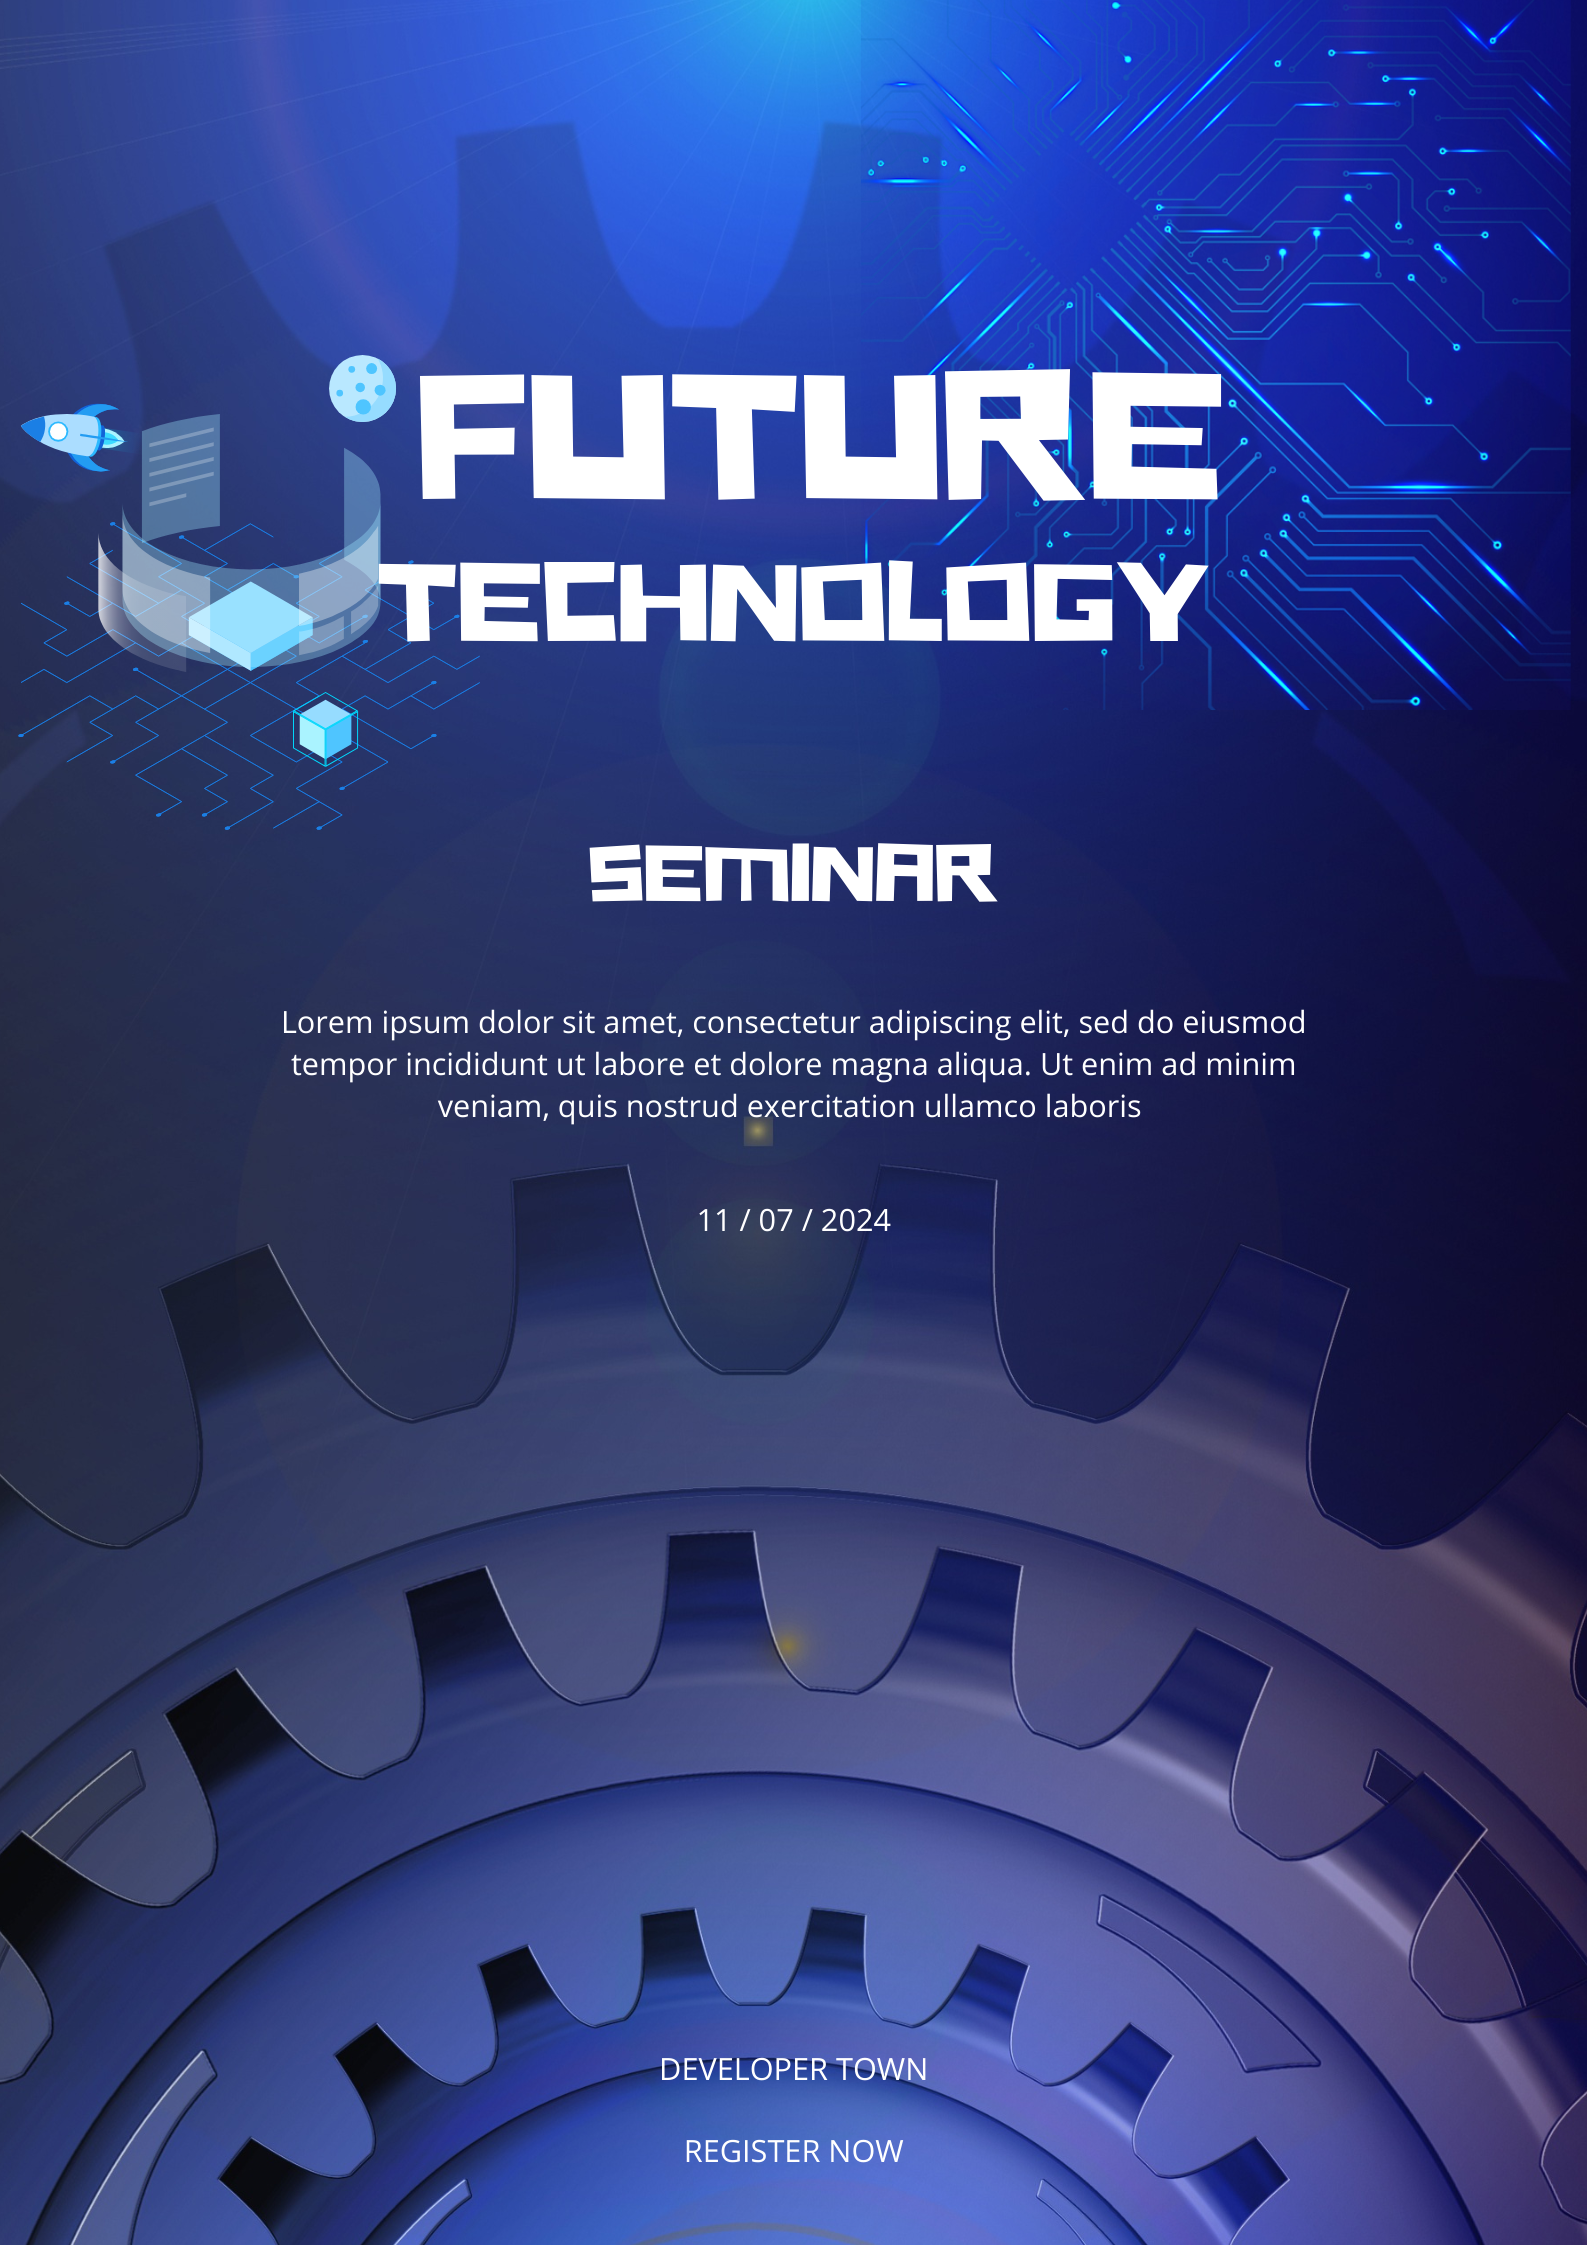 FUTURE
TECHNOLOGY
SEMINAR
Lorem ipsum dolor sit amet, consectetur adipiscing elit, sed do eiusmod
tempor incididunt ut labore et dolore magna aliqua. Ut enim ad minim
veniam, quis nostrud exercitation ullamco laboris
11 / 07 / 2024
DEVELOPER TOWN
REGISTER NOW